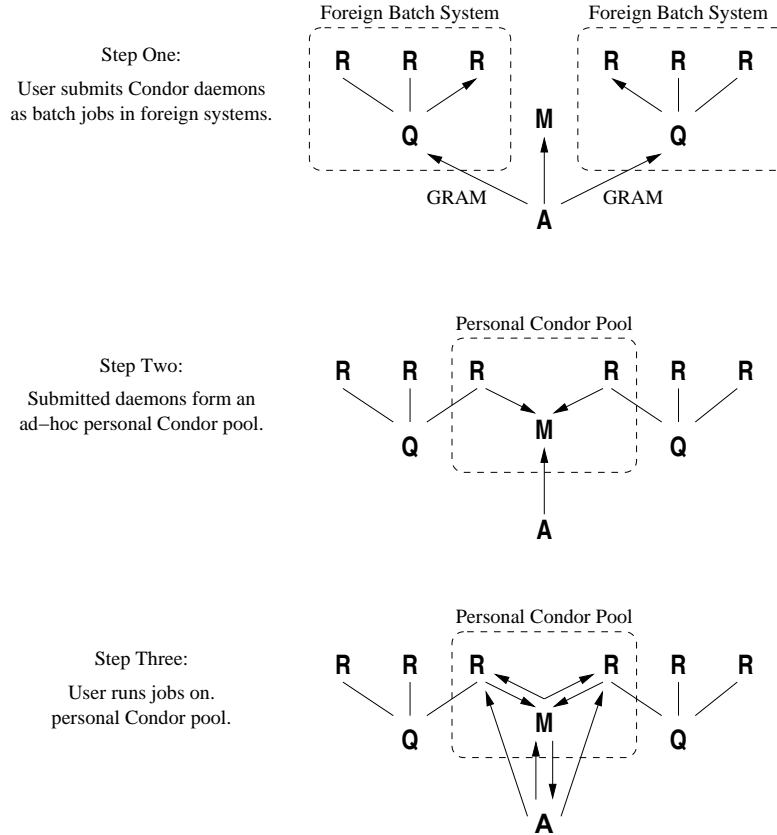 Foreign Batch System Foreign Batch System
Step One:
User submits Condor daemons
as batch jobs in foreign systems.
R R R R R R
Q M Q
GRAM GRAM
A
Personal Condor Pool
Step Two:
Submitted daemons form an
ad−hoc personal Condor pool.
R R R R R R
Q M Q
A
Personal Condor Pool
Step Three:
User runs jobs on.
personal Condor pool.
R R R R R R
Q M Q
A